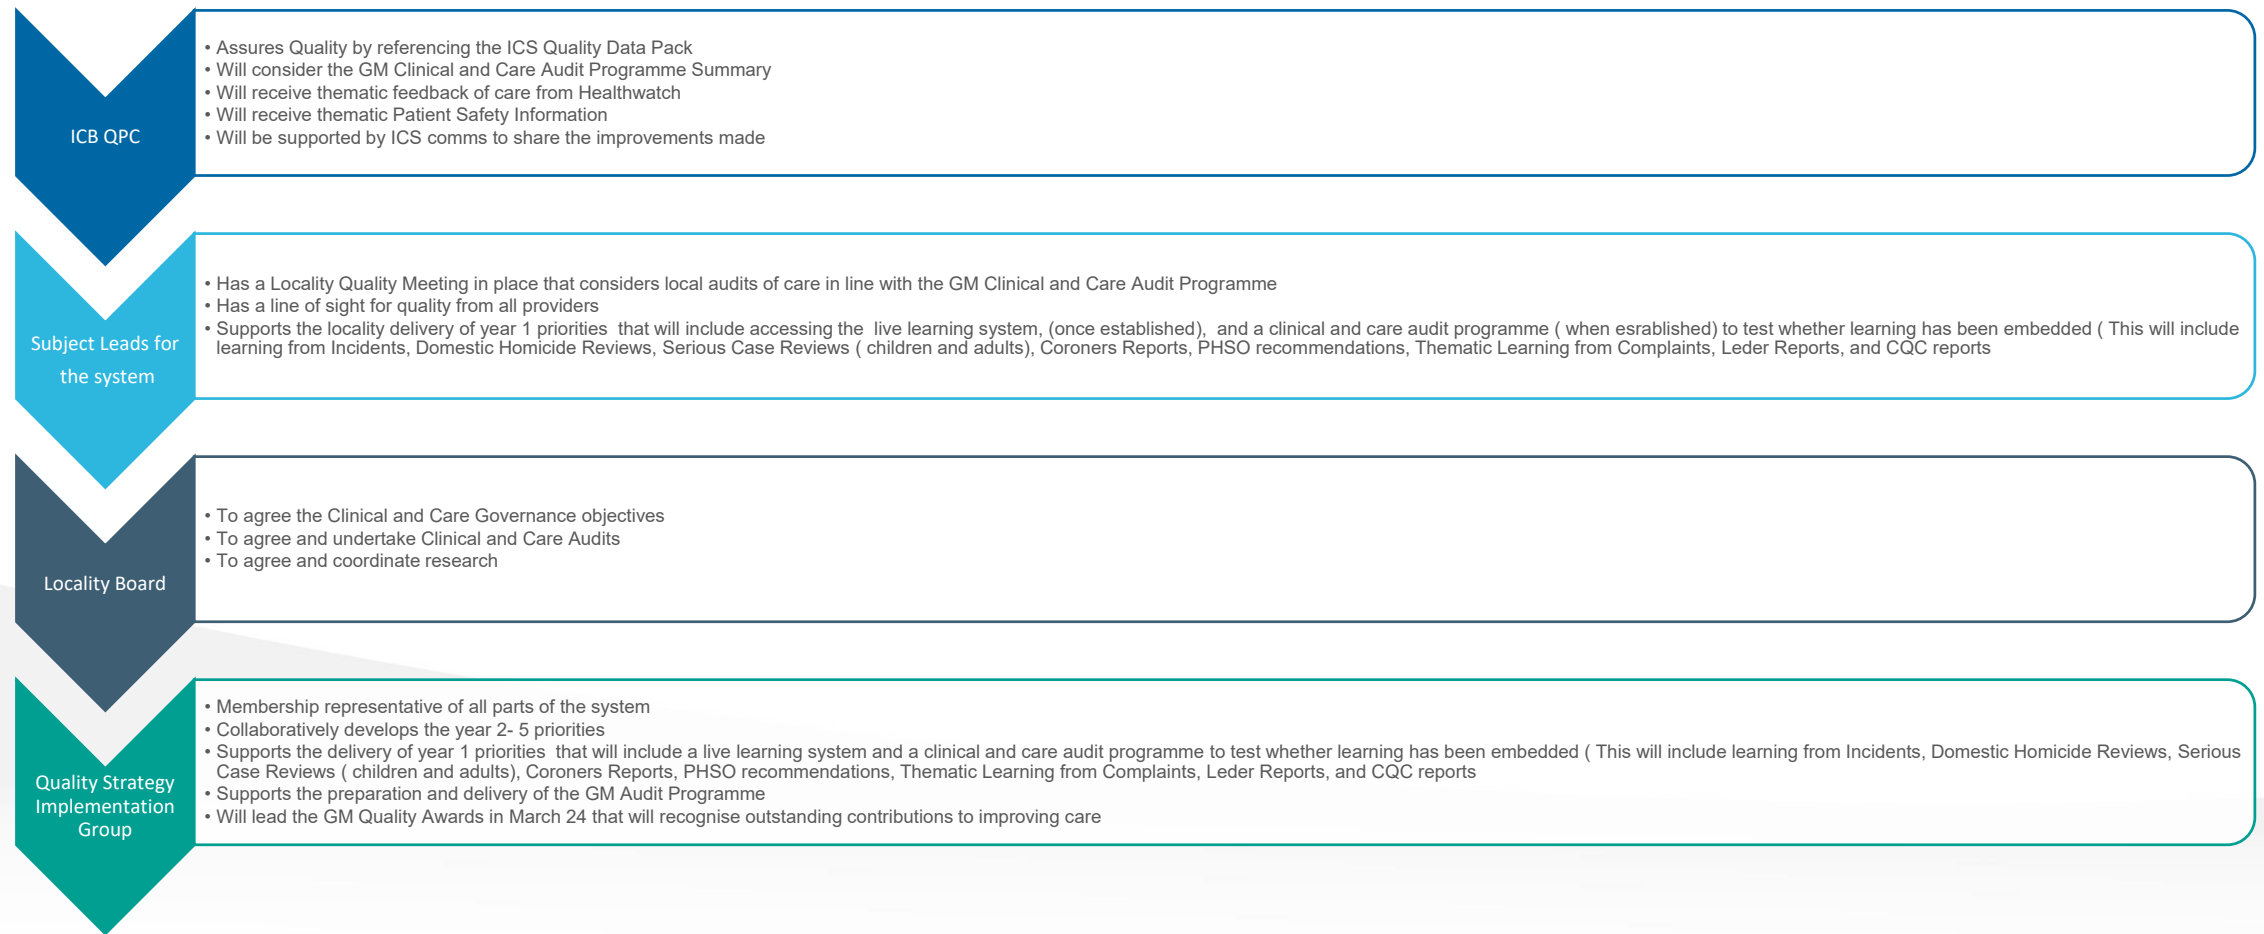 ICB QPC
• Assures Quality by referencing the ICS Quality Data Pack
• Will consider the GM Clinical and Care Audit Programme Summary
• Will receive thematic feedback of care from Healthwatch
• Will receive thematic Patient Safety Information
• Will be supported by ICS comms to share the improvements made
Subject Leads for
the system
• Has a Locality Quality Meeting in place that considers local audits of care in line with the GM Clinical and Care Audit Programme
• Has a line of sight for quality from all providers
• Supports the locality delivery of year 1 priorities  that will include accessing the  live learning system, (once established),  and a clinical and care audit programme ( when esrablished) to test whether learning has been embedded ( This will include
learning from Incidents, Domestic Homicide Reviews, Serious Case Reviews ( children and adults), Coroners Reports, PHSO recommendations, Thematic Learning from Complaints, Leder Reports, and CQC reports
Locality Board
• To agree the Clinical and Care Governance objectives
• To agree and undertake Clinical and Care Audits
• To agree and coordinate research
Quality Strategy
Implementation
Group
• Membership representative of all parts of the system
• Collaboratively develops the year 2- 5 priorities
• Supports the delivery of year 1 priorities  that will include a live learning system and a clinical and care audit programme to test whether learning has been embedded ( This will include learning from Incidents, Domestic Homicide Reviews, Serious
Case Reviews ( children and adults), Coroners Reports, PHSO recommendations, Thematic Learning from Complaints, Leder Reports, and CQC reports
• Supports the preparation and delivery of the GM Audit Programme
• Will lead the GM Quality Awards in March 24 that will recognise outstanding contributions to improving care